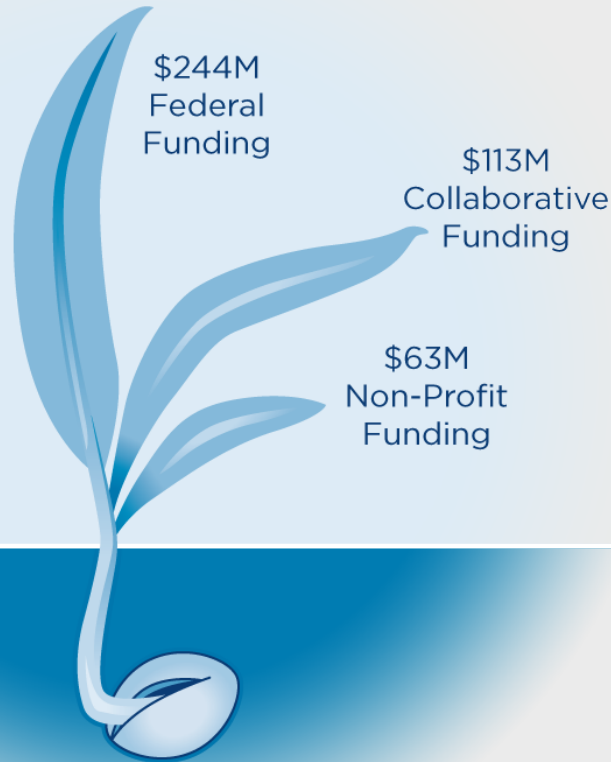 $244M
Federal
Funding
$113M
Collaborative
Funding
$63M
Non-Profit
Funding